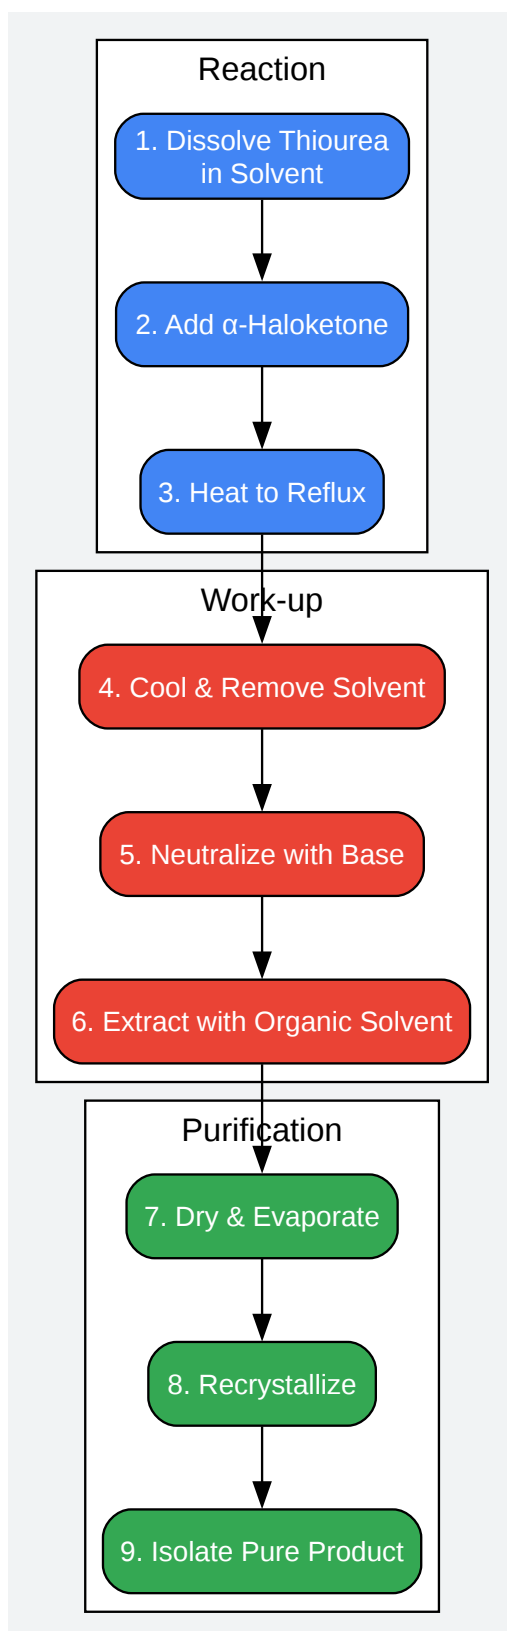 Reaction
1. Dissolve Thiourea
in Solvent
2. Add α-Haloketone
3. Heat to Reflux
Work-up
4. Cool & Remove Solvent
5. Neutralize with Base
6. Extract with Organic Solvent
Purification
7. Dry & Evaporate
8. Recrystallize
9. Isolate Pure Product